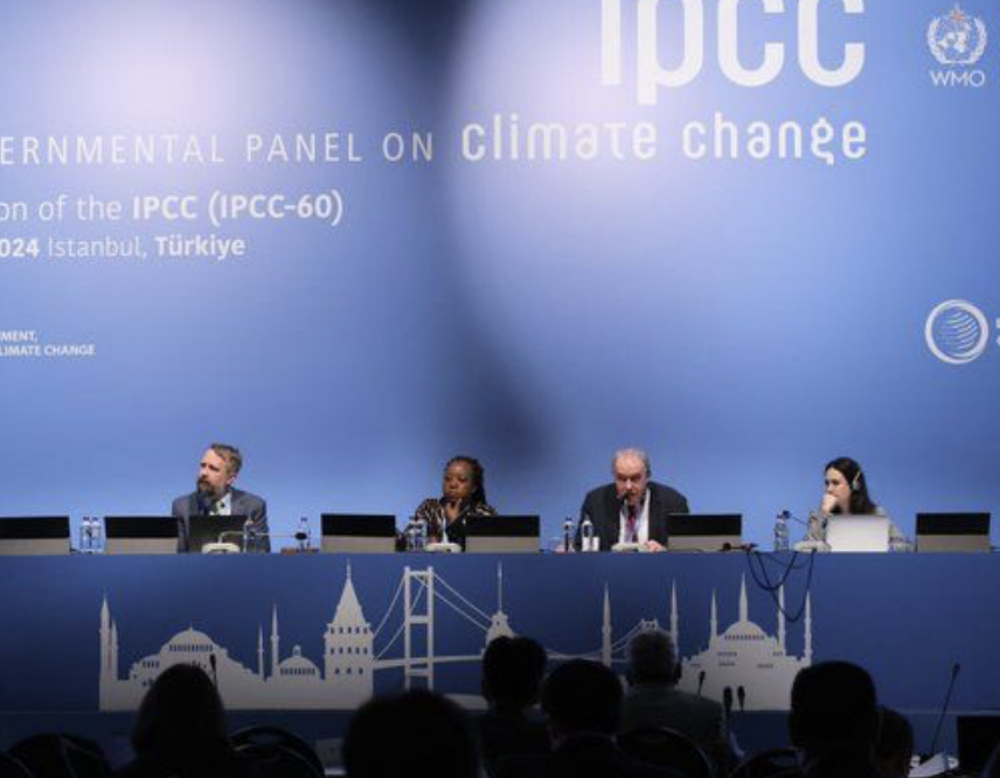 ipcc
WMO
ERNMENTAL PANEL ON climate change
on of the IPCC (IPCC-60)
024 Istanbul, Türkiye
MENT,
LIMATE CHANGE